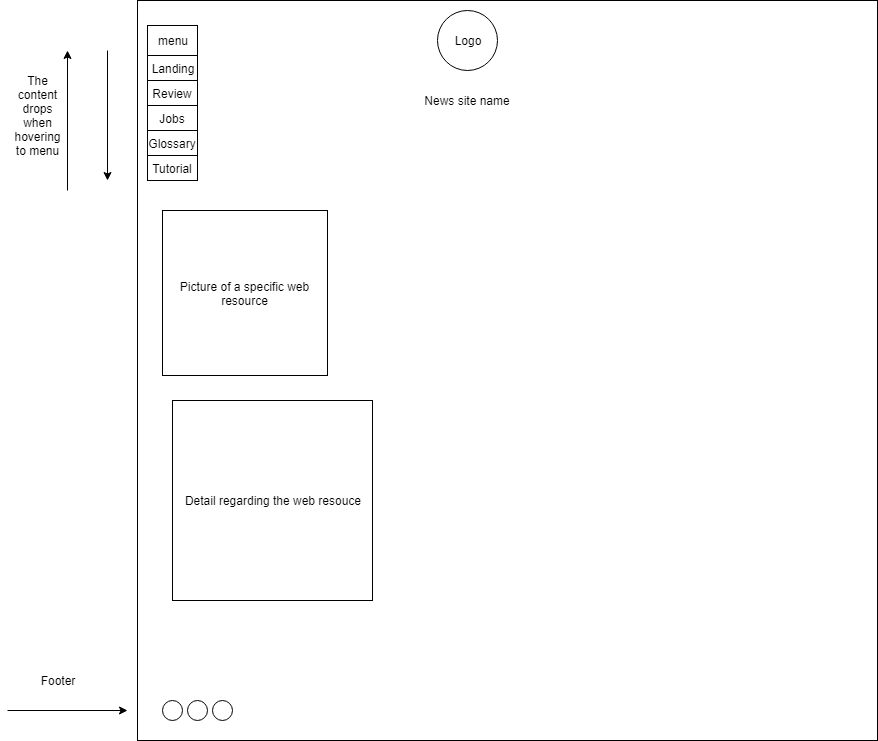 menu
Logo
Landing
The
content
drops
when
hovering
to menu
Review
News site name
Jobs
Glossary
Tutorial
Picture of a specific web
resource
Detail regarding the web resouce
Footer